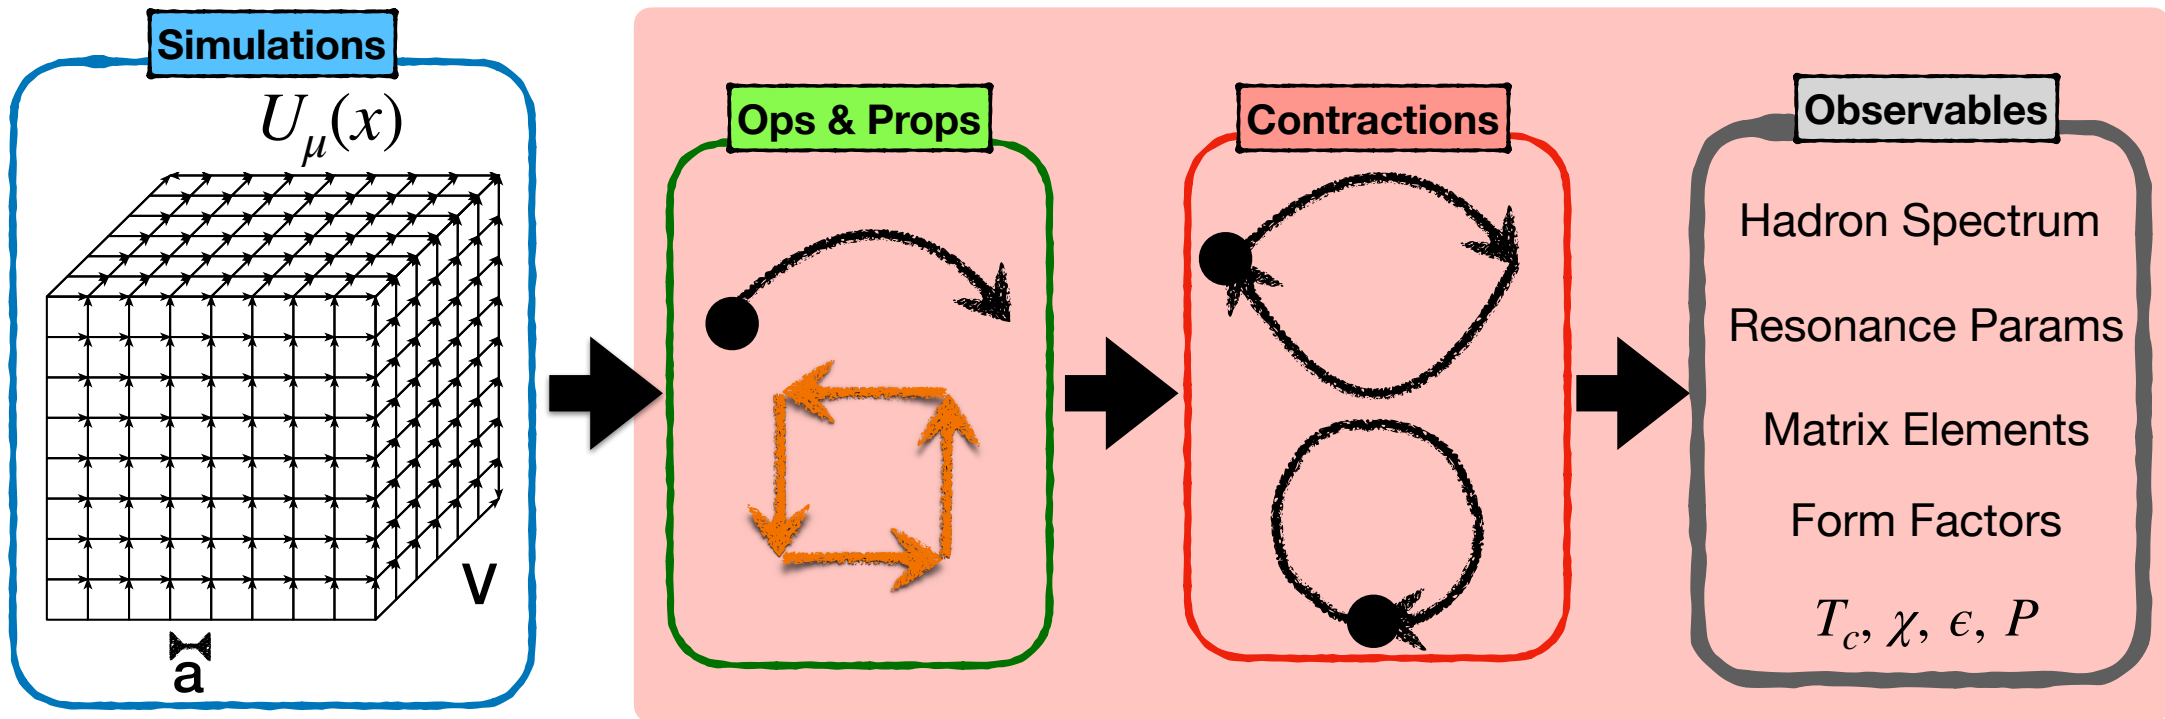 Simulations
U_μ(x)
V
a
Ops & Props
Contractions
Observables
Hadron Spectrum
Resonance Params
Matrix Elements
Form Factors
T_c, χ, ϵ, P